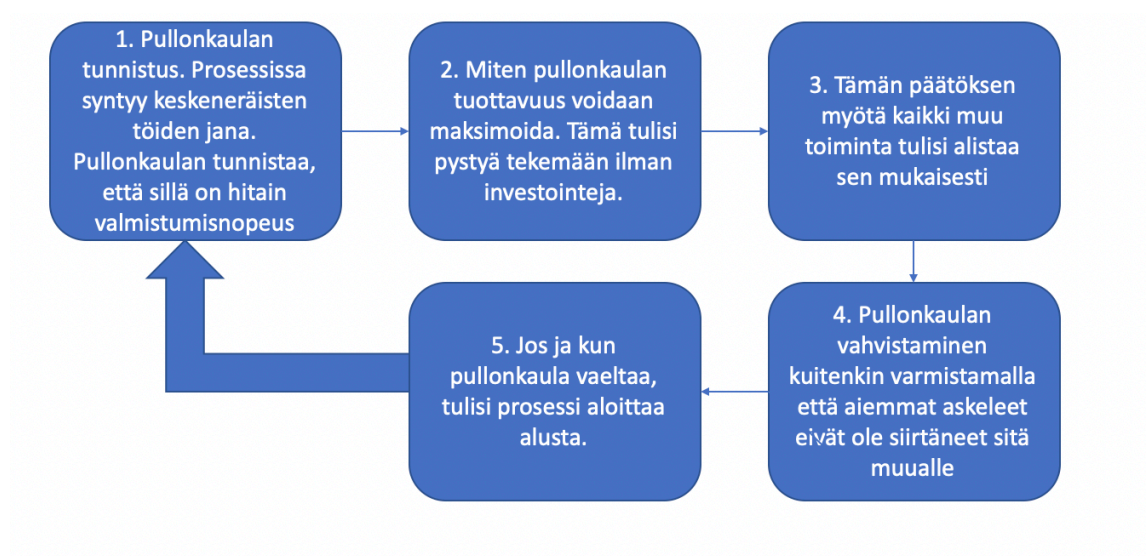 1. Pullonkaulan
tunnistus. Prosessissa
syntyy keskeneräisten
töiden jana.
Pullonkaulan tunnistaa,
että sillä on hitain
valmistumisnopeus
2. Miten pullonkaulan
tuottavuus voidaan
maksimoida. Tämä tulisi
pystyä tekemään ilman
investointeja.
3. Tämän päätöksen
myötä kaikki muu
toiminta tulisi alistaa
sen mukaisesti
4. Pullonkaulan
vahvistaminen
kuitenkin varmistamalla
että aiemmat askeleet
eivät ole siirtäneet sitä
muualle
5. Jos ja kun
pullonkaula vaeltaa,
tulisi prosessi aloittaa
alusta.